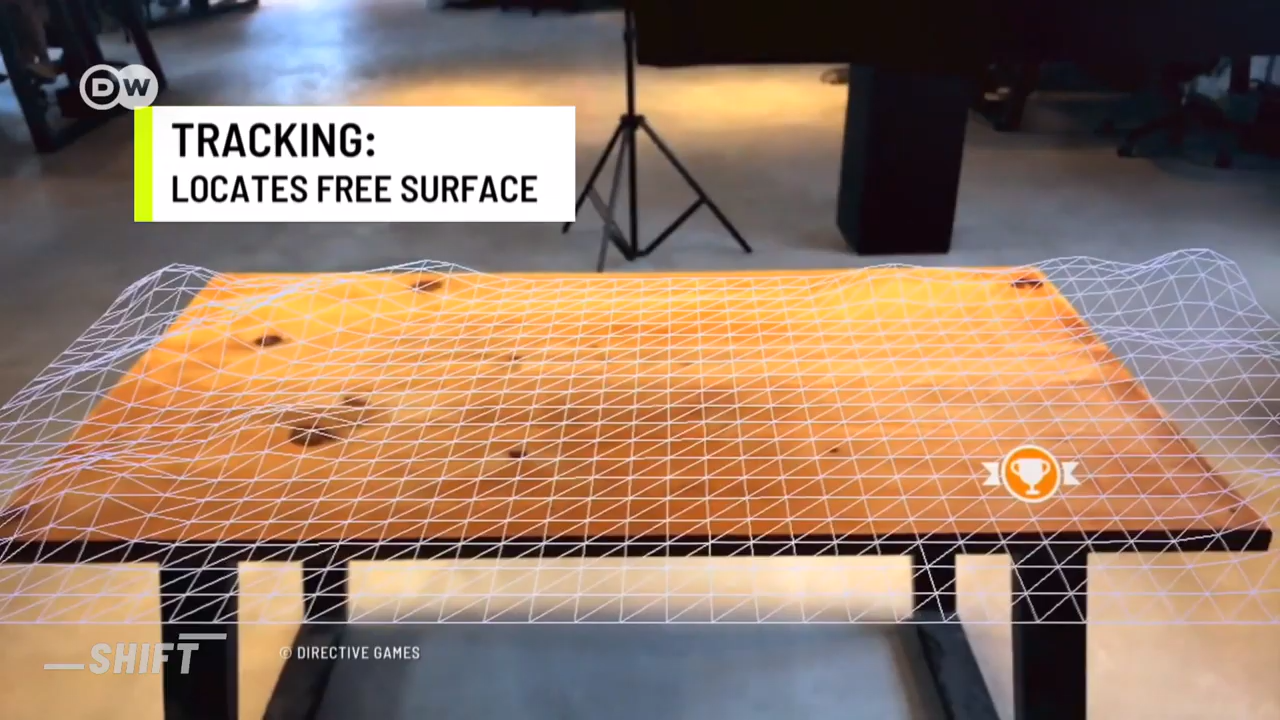 DW
TRACKING:
LOCATES FREE SURFACE
SHIFT
© DIRECTIVE GAMES